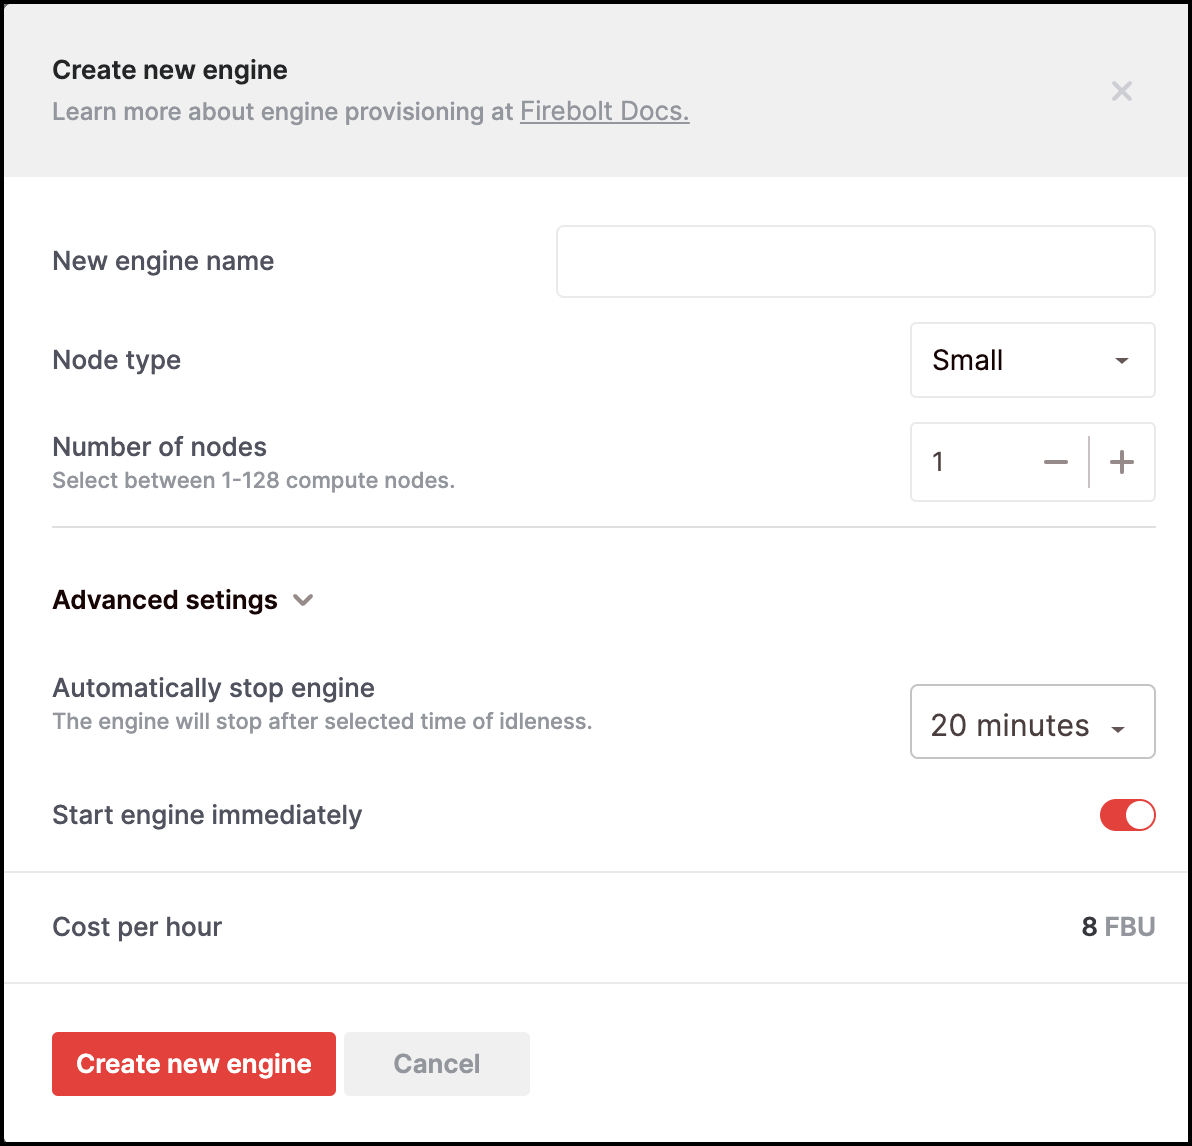 Create new engine
Learn more about engine provisioning at Firebolt Docs.
New engine name
Node type
Small
Number of nodes
Select between 1-128 compute nodes.
1
Advanced setings
Automatically stop engine
The engine will stop after selected time of idleness.
20 minutes
Start engine immediately
Cost per hour
8 FBU
Create new engine
Cancel